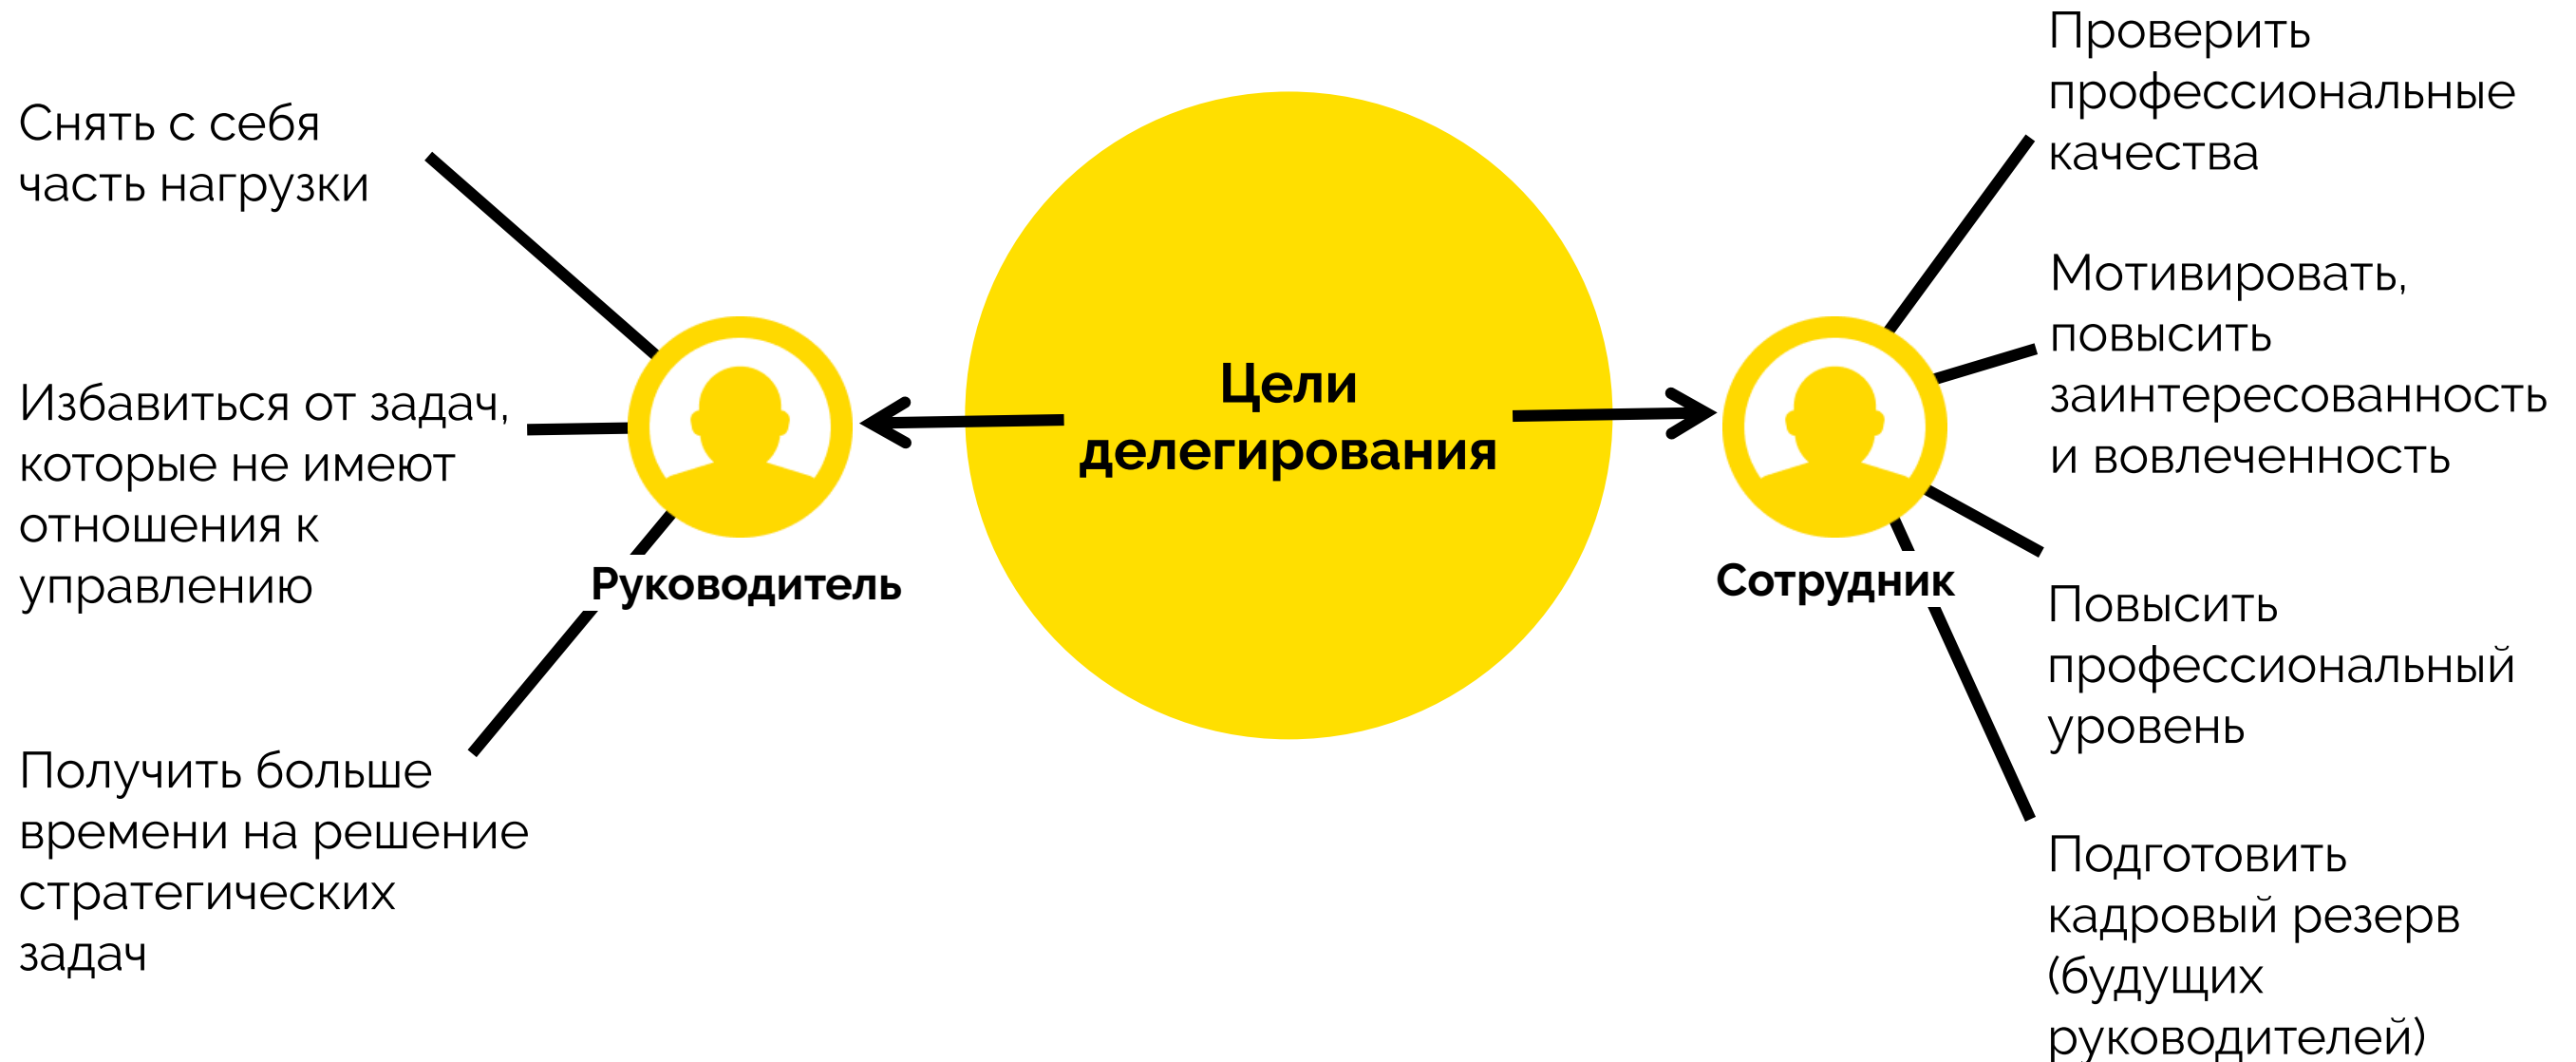 Снять с себя
часть нагрузки
Избавиться от задач,
которые не имеют
отношения к
управлению
Получить больше
времени на решение
стратегических
задач
Руководитель
Цели
делегирования
Сотрудник
Проверить
профессиональные
качества
Мотивировать,
повысить
заинтересованность
и вовлеченность
Повысить
профессиональный
уровень
Подготовить
кадровый резерв
(будущих
руководителей)